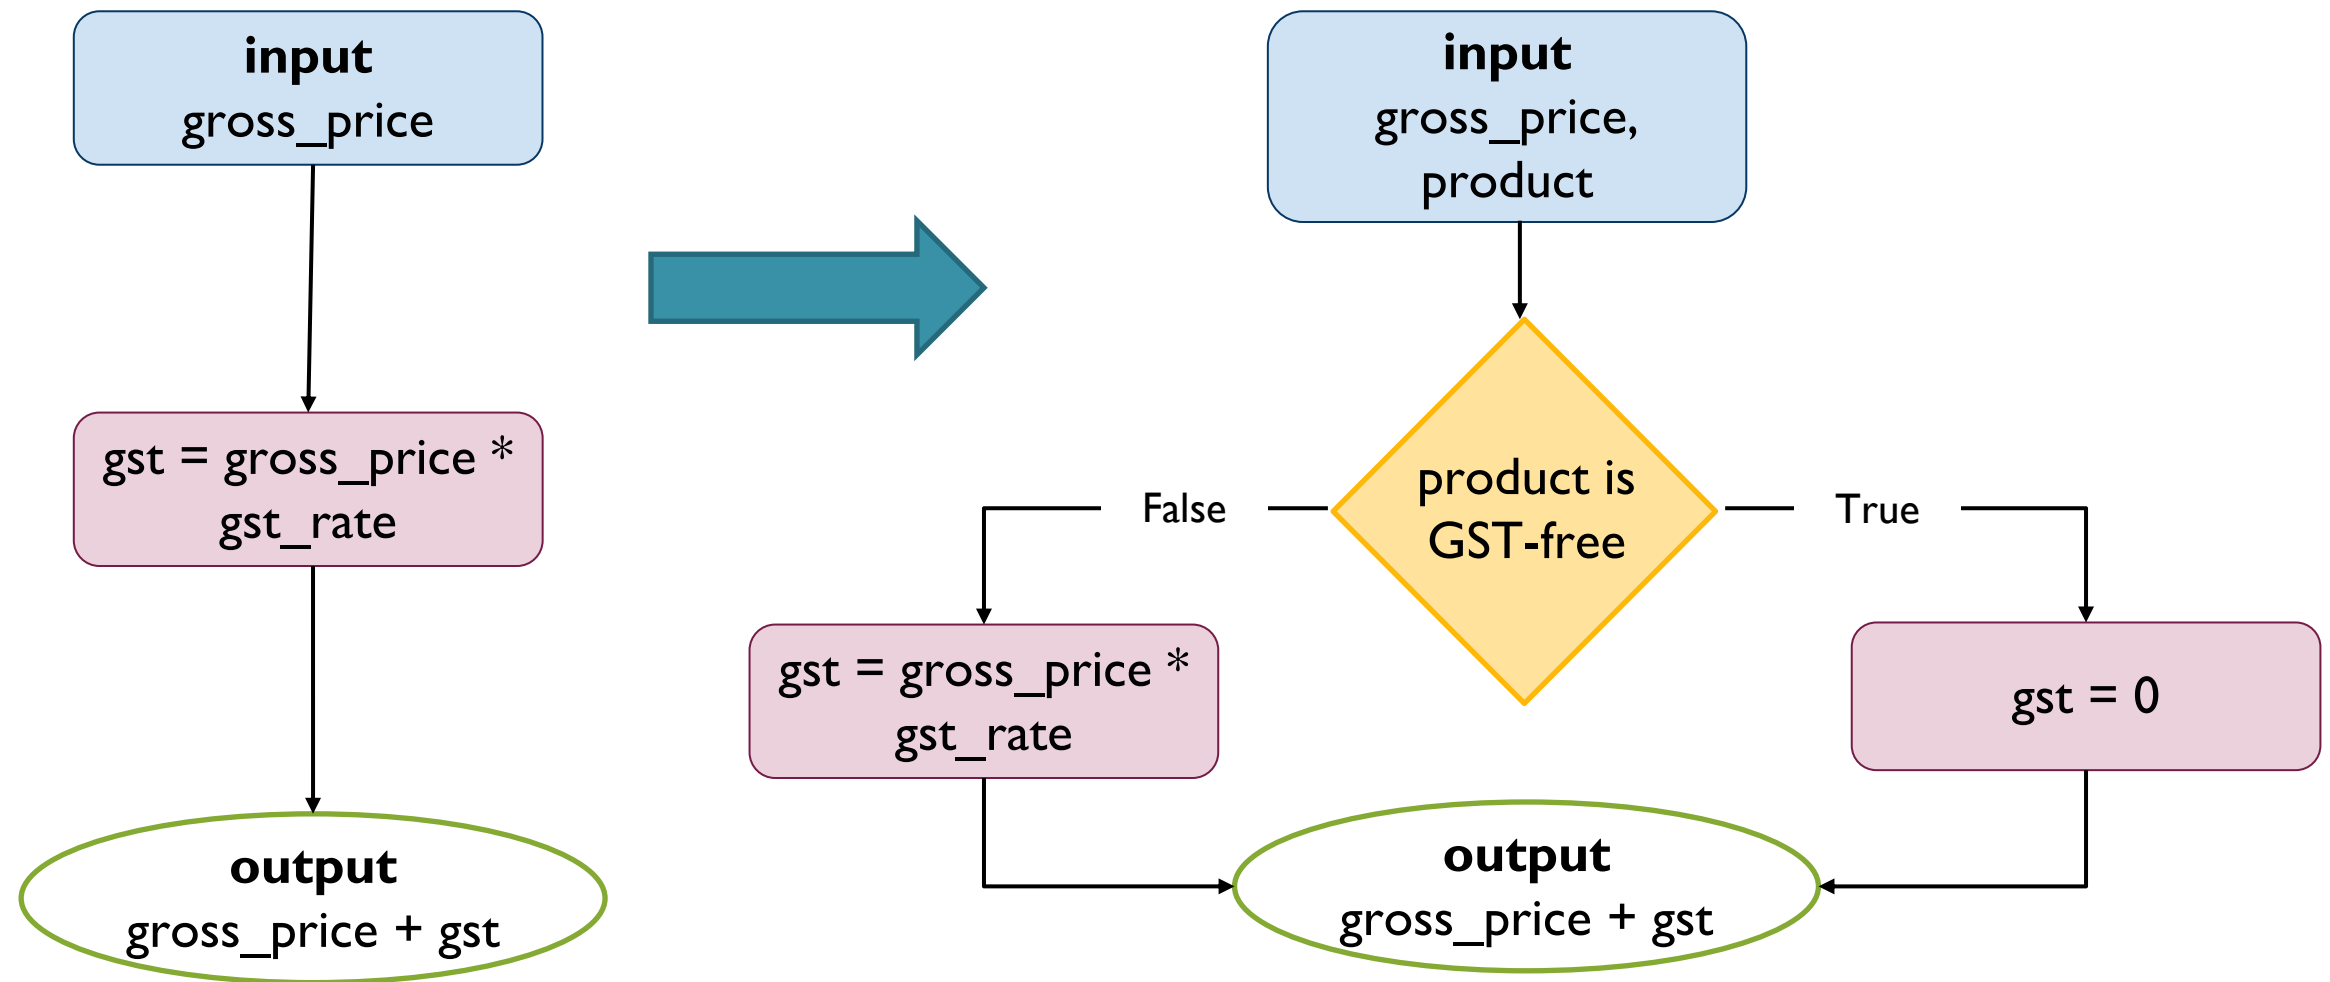 input
gross_price
gst = gross_price *
gst_rate
output
gross_price + gst
input
gross_price,
product
product is
GST-free
False
True
gst = gross_price *
gst_rate
gst = 0
output
gross_price + gst